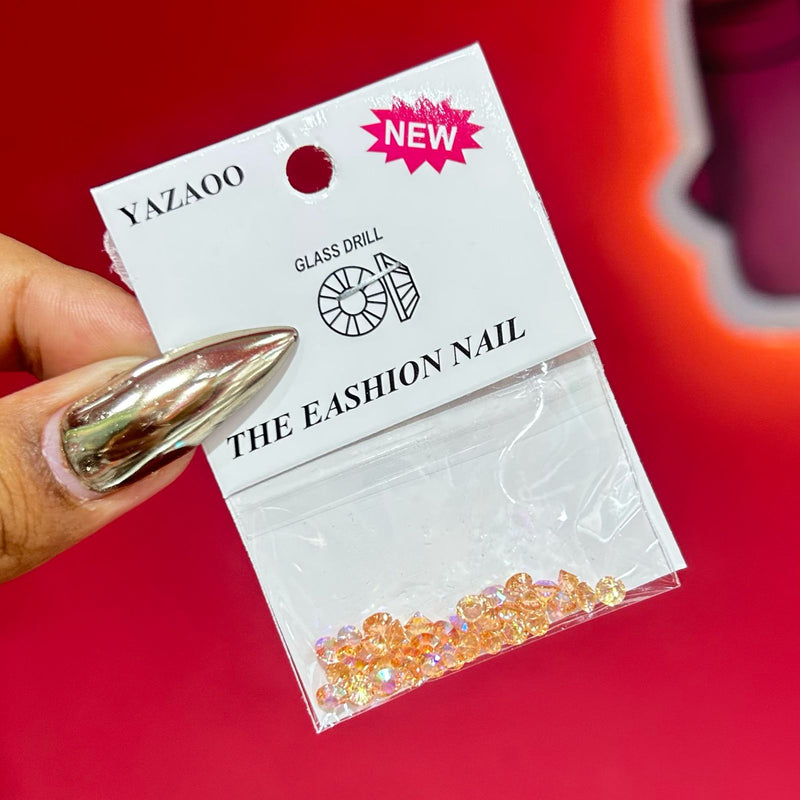 YAZAOO
NEW
GLASS DRILL
THE EASHION NAIL